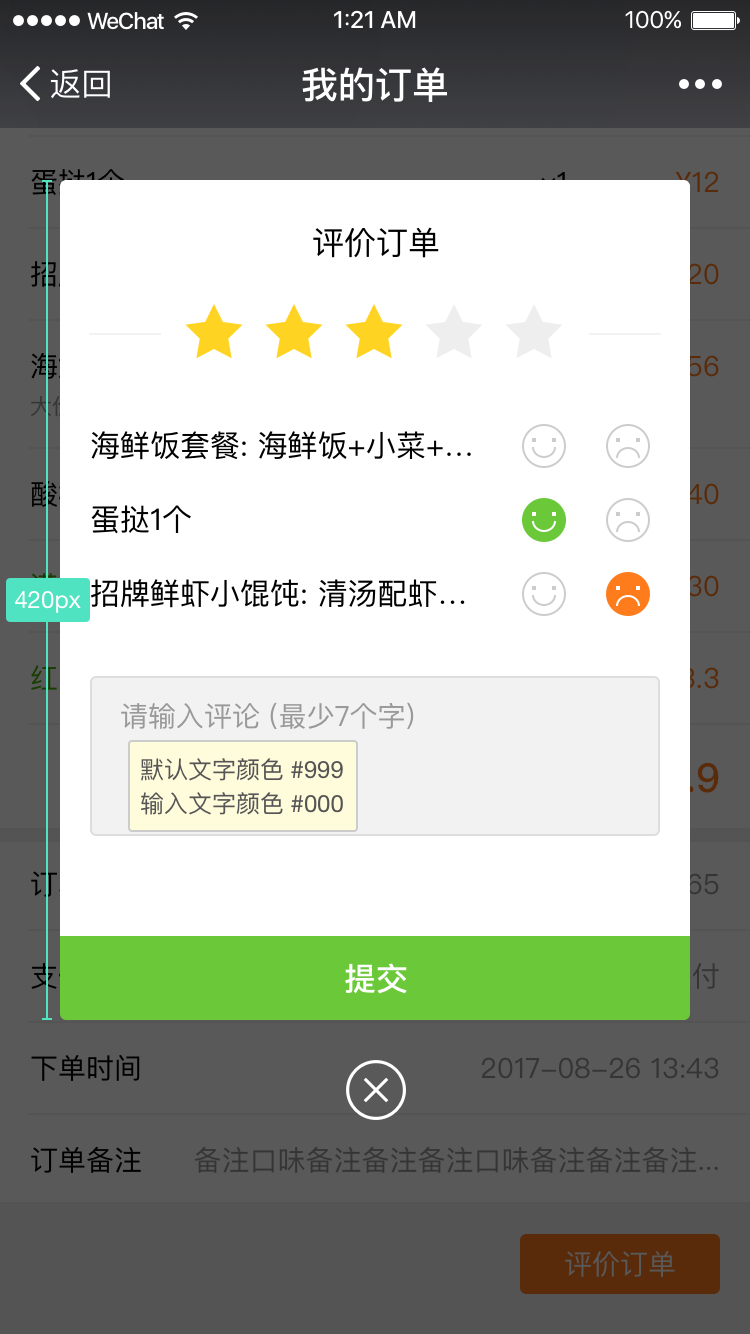 WeChat 1:21 AM 100%
返回 我的订单
蛋挞1个 x1 ¥12
评价订单
招 20
海 56
海鲜饭套餐: 海鲜饭+小菜+...
酸 40
蛋挞1个
30
420px 招牌鲜虾小馄饨: 清汤配虾...
红 .3
请输入评论 (最少7个字)
默认文字颜色 #999
.9
输入文字颜色 #000
订 65
支 付
提交
下单时间 2017-08-26 13:43
订单备注 备注口味备注备注备注口味备注备注备注...
评价订单